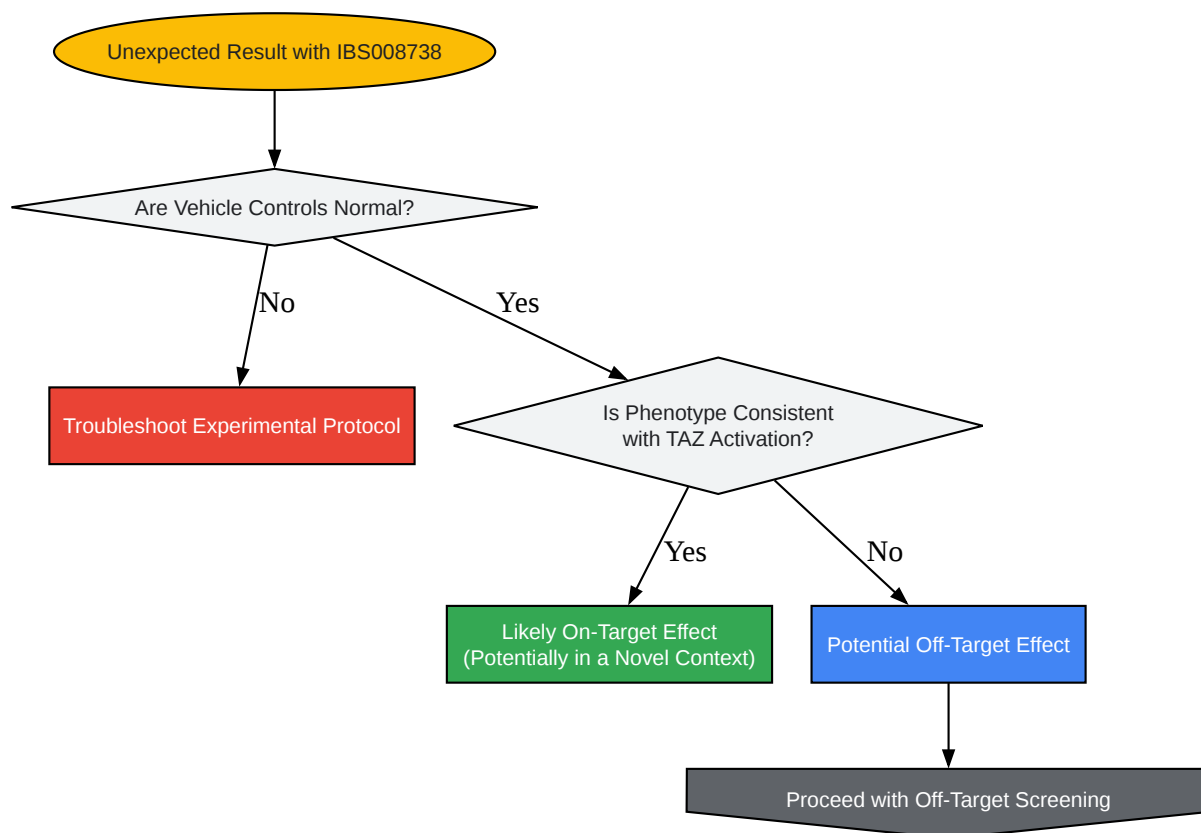 Unexpected Result with IBS008738
Are Vehicle Controls Normal?
No
Yes
Troubleshoot Experimental Protocol
Is Phenotype Consistent
with TAZ Activation?
Yes
No
Likely On-Target Effect
(Potentially in a Novel Context)
Potential Off-Target Effect
Proceed with Off-Target Screening